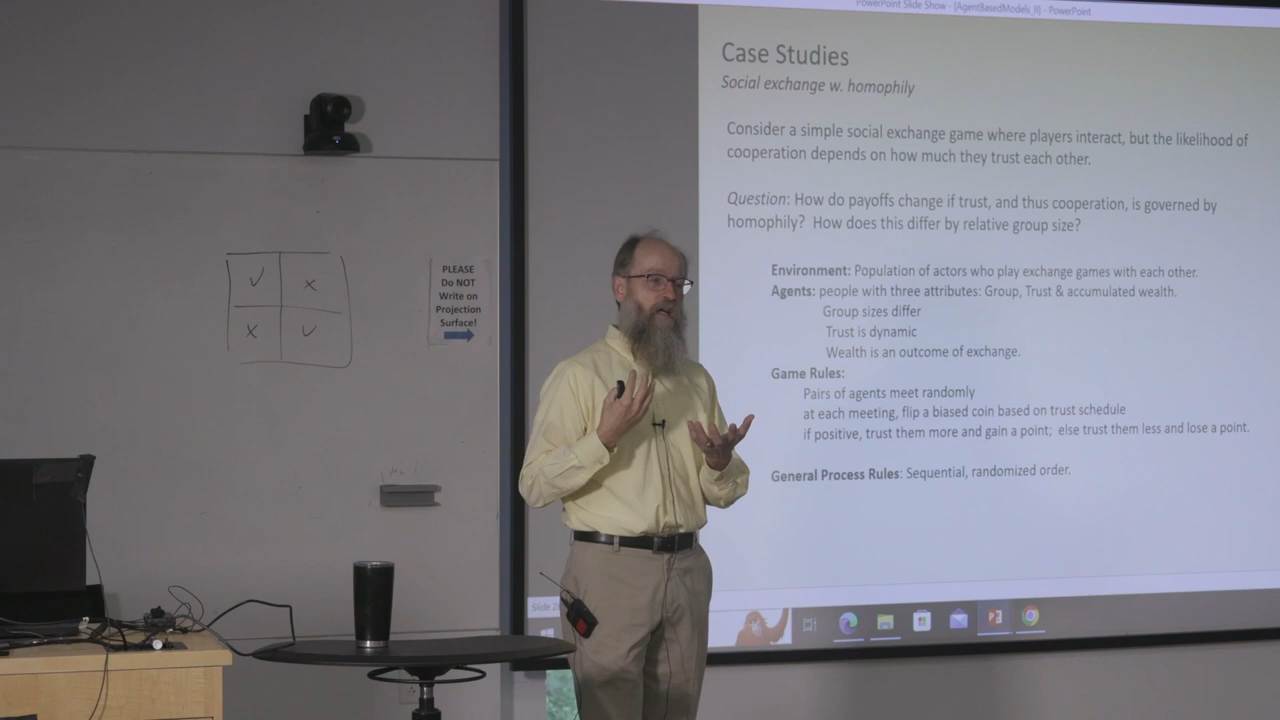 PowerPoint Slide Show - [AgentBasedModels_II] - PowerPoint
Case Studies
Social exchange w. homophily
Consider a simple social exchange game where players interact, but the likelihood of
cooperation depends on how much they trust each other.
Question: How do payoffs change if trust, and thus cooperation, is governed by
homophily? How does this differ by relative group size?
Environment: Population of actors who play exchange games with each other.
Agents: people with three attributes: Group, Trust & accumulated wealth.
Group sizes differ
Trust is dynamic
Wealth is an outcome of exchange.
Game Rules:
Pairs of agents meet randomly
at each meeting, flip a biased coin based on trust schedule
if positive, trust them more and gain a point; else trust them less and lose a point.
General Process Rules: Sequential, randomized order.
PLEASE
Do NOT
Write on
Projection
Surface!
Slide